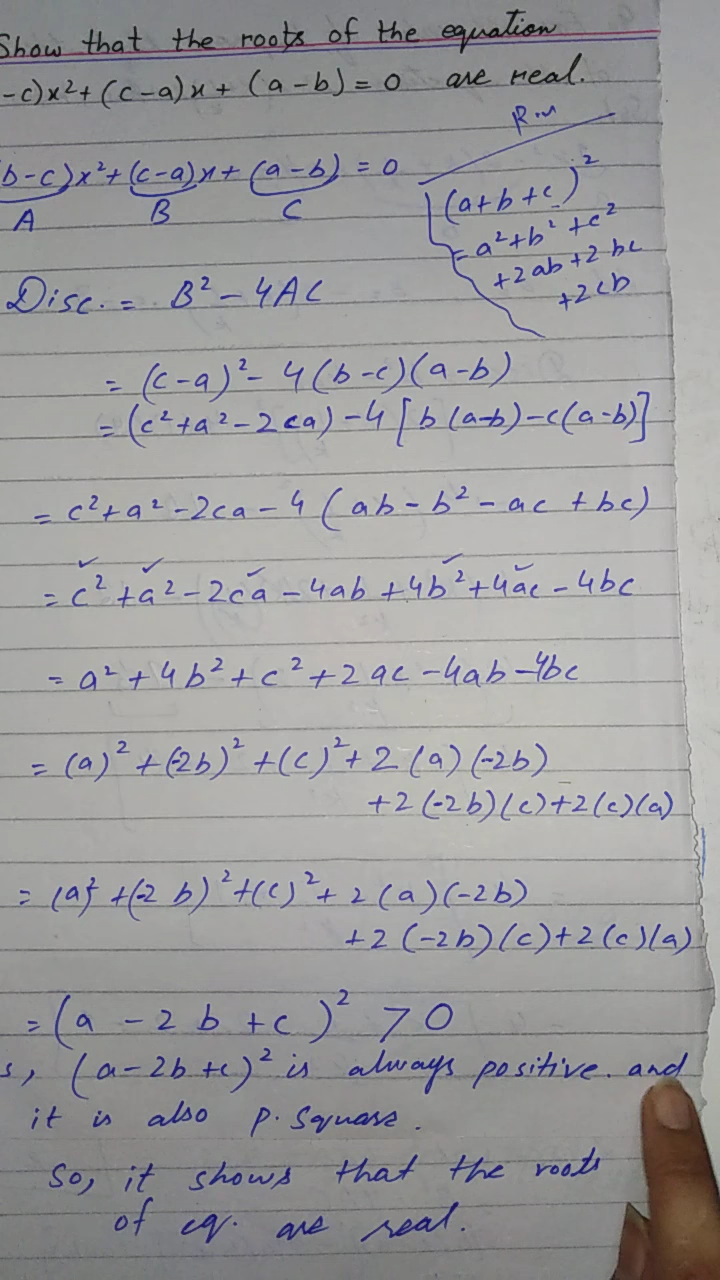 Show that the roots of the equation
-c)x²+(c-a)x+(a-b)=0 are real.
b-c)x²+(c-a)x+(a-b)=0
A B C
(a+b+c)²
=a²+b²+c²
+2ab+2bc
+2cb
Disc. = B²-4AC
= (c-a)²-4(b-c)(a-b)
= (c²+a²-2ca)-4[b(a-b)-c(a-b)]
= c²+a²-2ca-4(ab-b²-ac+bc)
= c²+a²-2ca-4ab+4b²+4ac-4bc
= a²+4b²+c²+2ac-4ab-4bc
= (a)²+(-2b)²+(c)²+2(a)(-2b)
+2(-2b)(c)+2(c)(a)
= (a)²+(-2b)²+(c)²+2(a)(-2b)
+2(-2b)(c)+2(c)(a)
= (a-2b+c)²>0
s, (a-2b+c)² is always positive. and
it is also p. square.
So, it shows that the roots
of eq. are real.